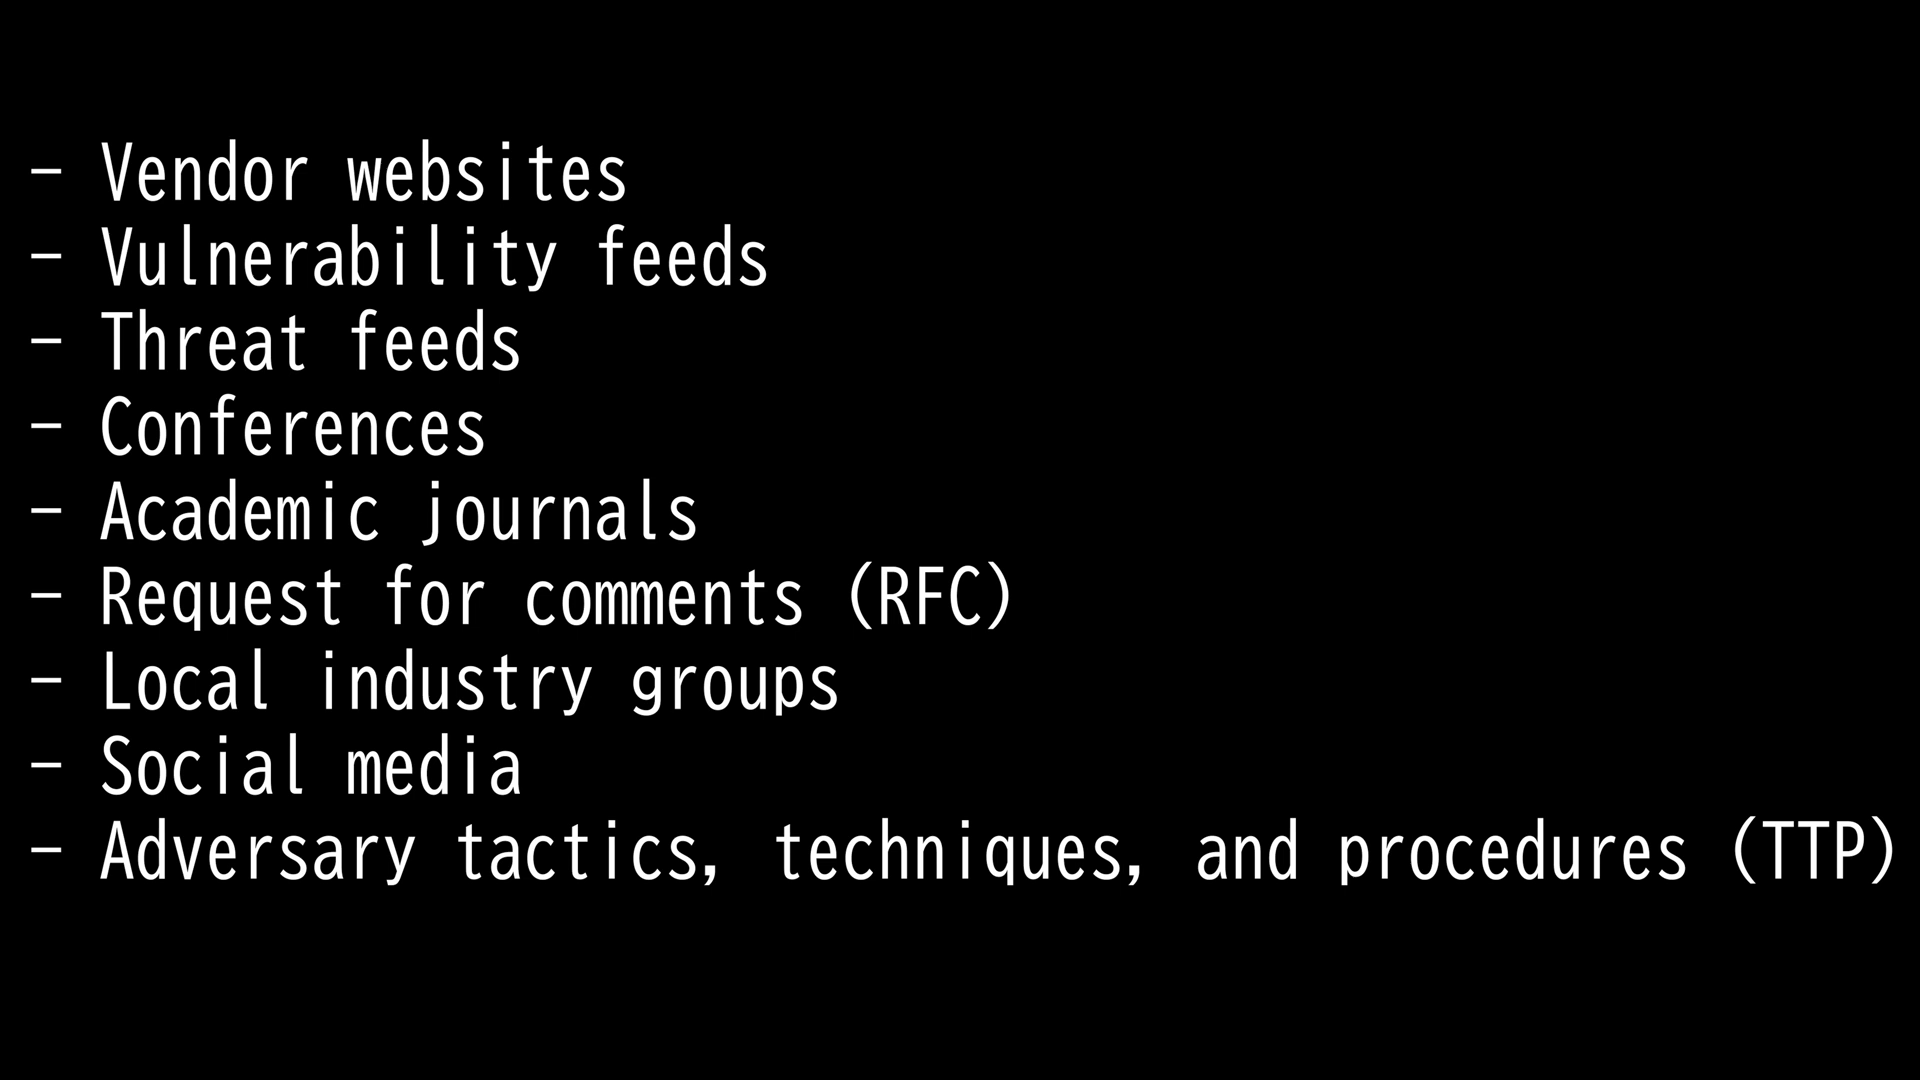 - Vendor websites
- Vulnerability feeds
- Threat feeds
- Conferences
- Academic journals
- Request for comments (RFC)
- Local industry groups
- Social media
- Adversary tactics, techniques, and procedures (TTP)